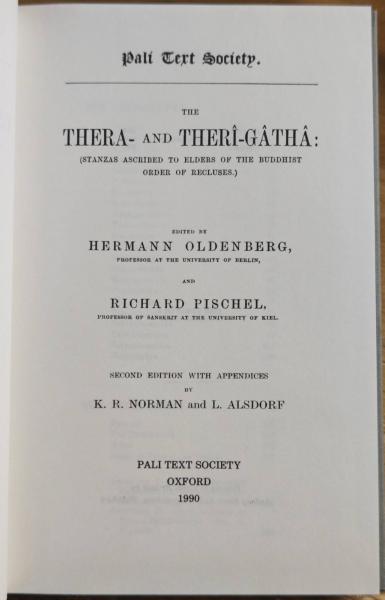 Pali Text Society.
THE
THERA- AND THERÎ-GÂTHÂ:
(STANZAS ASCRIBED TO ELDERS OF THE BUDDHIST
ORDER OF RECLUSES.)
EDITED BY
HERMANN OLDENBERG,
PROFESSOR AT THE UNIVERSITY OF BERLIN,
AND
RICHARD PISCHEL,
PROFESSOR OF SANSKRIT AT THE UNIVERSITY OF KIEL.
SECOND EDITION WITH APPENDICES
BY
K. R. NORMAN and L. ALSDORF
PALI TEXT SOCIETY
OXFORD
1990